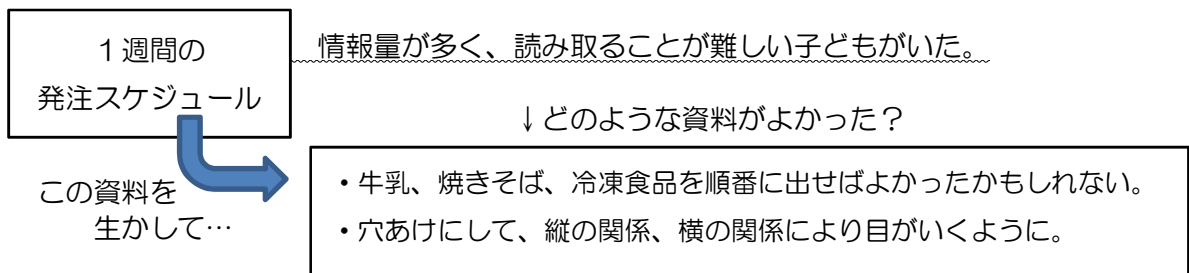 １週間の
発注スケジュール
情報量が多く、読み取ることが難しい子どもがいた。
↓どのような資料がよかった？
この資料を
生かして…
・牛乳、焼きそば、冷凍食品を順番に出せばよかったかもしれない。
・穴あけにして、縦の関係、横の関係により目がいくように。